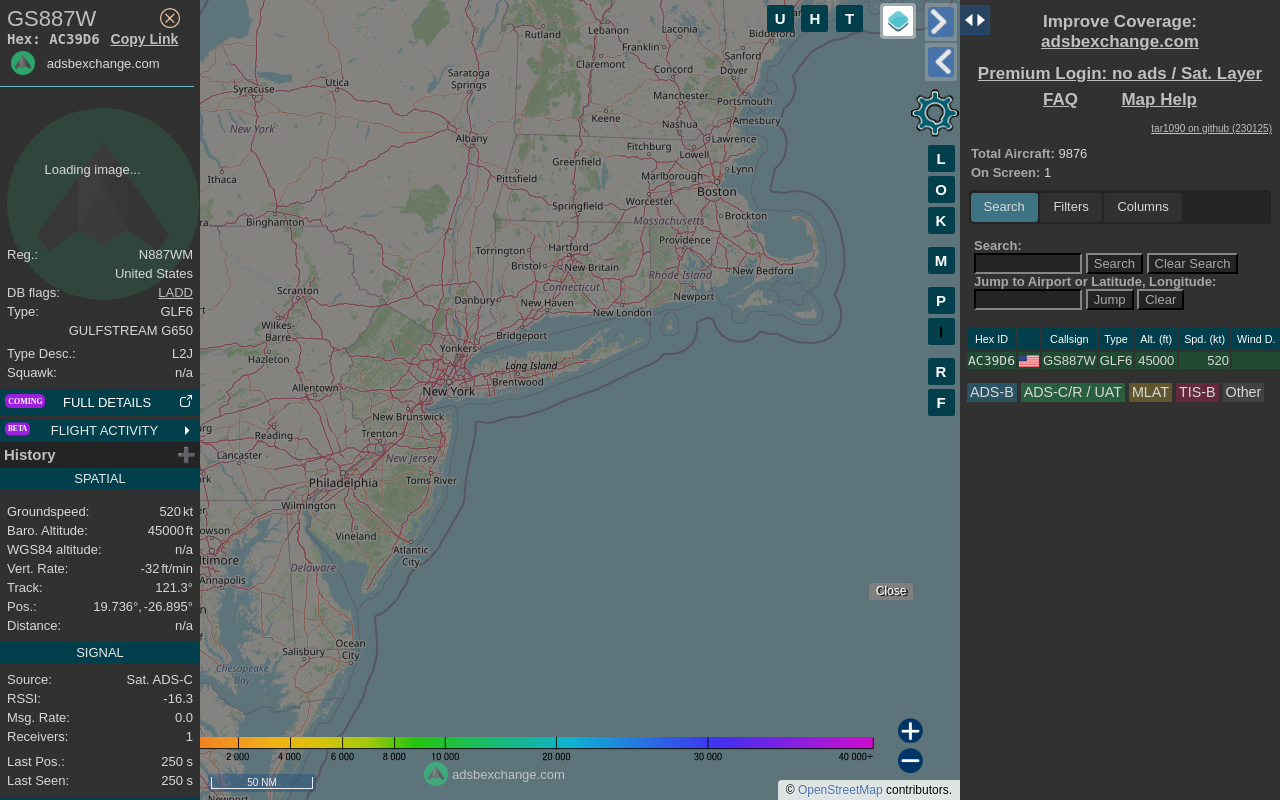 GS887W
Hex: AC39D6 Copy Link
adsbexchange.com
Loading image...
Reg.: N887WM
United States
DB flags: LADD
Type: GLF6
GULFSTREAM G650
Type Desc.: L2J
Squawk: n/a
COMING FULL DETAILS
BETA FLIGHT ACTIVITY
History
SPATIAL
Groundspeed: 520 kt
Baro. Altitude: 45000 ft
WGS84 altitude: n/a
Vert. Rate: -32 ft/min
Track: 121.3°
Pos.: 19.736°, -26.895°
Distance: n/a
SIGNAL
Source: Sat. ADS-C
RSSI: -16.3
Msg. Rate: 0.0
Receivers: 1
Last Pos.: 250 s
Last Seen: 250 s
U H T
L
O
K
M
P
I
R
F
Rutland
Lebanon
Laconia
Biddeford
Franklin
Sanford
Claremont
Concord
Dover
Utica
Saratoga
Springs
Syracuse
Manchester
Portsmouth
Keene
Nashua
Amesbury
New York
Albany
Fitchburg
Lawrence
Greenfield
Lowell
Ithaca
Pittsfield
Marlborough
Lynn
Boston
Springfield
Worcester
Massachusetts
Brockton
Binghamton
Torrington
Hartford
Providence
Bristol
New Britain
New Bedford
Rhode Island
Connecticut
Scranton
Danbury
New Haven
Newport
New London
Wilkes-
Barre
Bridgeport
Hazleton
Yonkers
Long Island
Brentwood
Allentown
New York
New Brunswick
Reading
Trenton
Lancaster
New Jersey
Philadelphia
Toms River
Wilmington
Vineland
Atlantic
City
Delaware
Annapolis
Ocean
City
Salisbury
Chesapeake
Bay
2 000 4 000 6 000 8 000 10 000 20 000 30 000 40 000+
50 NM
adsbexchange.com
Close
© OpenStreetMap contributors.
Improve Coverage:
adsbexchange.com
Premium Login: no ads / Sat. Layer
FAQ Map Help
tar1090 on github (230125)
Total Aircraft: 9876
On Screen: 1
Search Filters Columns
Search:
Search Clear Search
Jump to Airport or Latitude, Longitude:
Jump Clear
Hex ID Callsign Type Alt. (ft) Spd. (kt) Wind D.
AC39D6 GS887W GLF6 45000 520
ADS-B ADS-C/R / UAT MLAT TIS-B Other